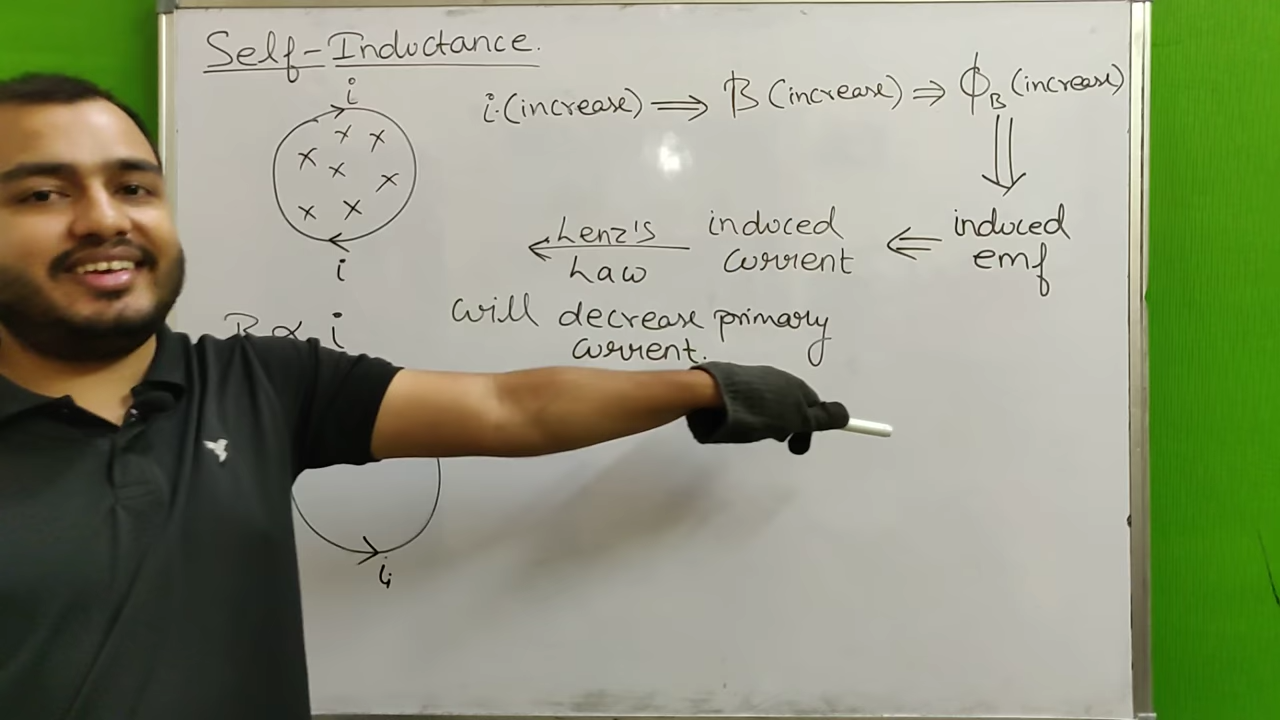 Self-Inductance.
i
i (increase) ⟹ B (increase) ⇒ ϕB (increase)
x x
x x x
x x
i
induced
emf
⇐
induced
current
Lenz's
Law
will decrease primary
current.
B ∝ i